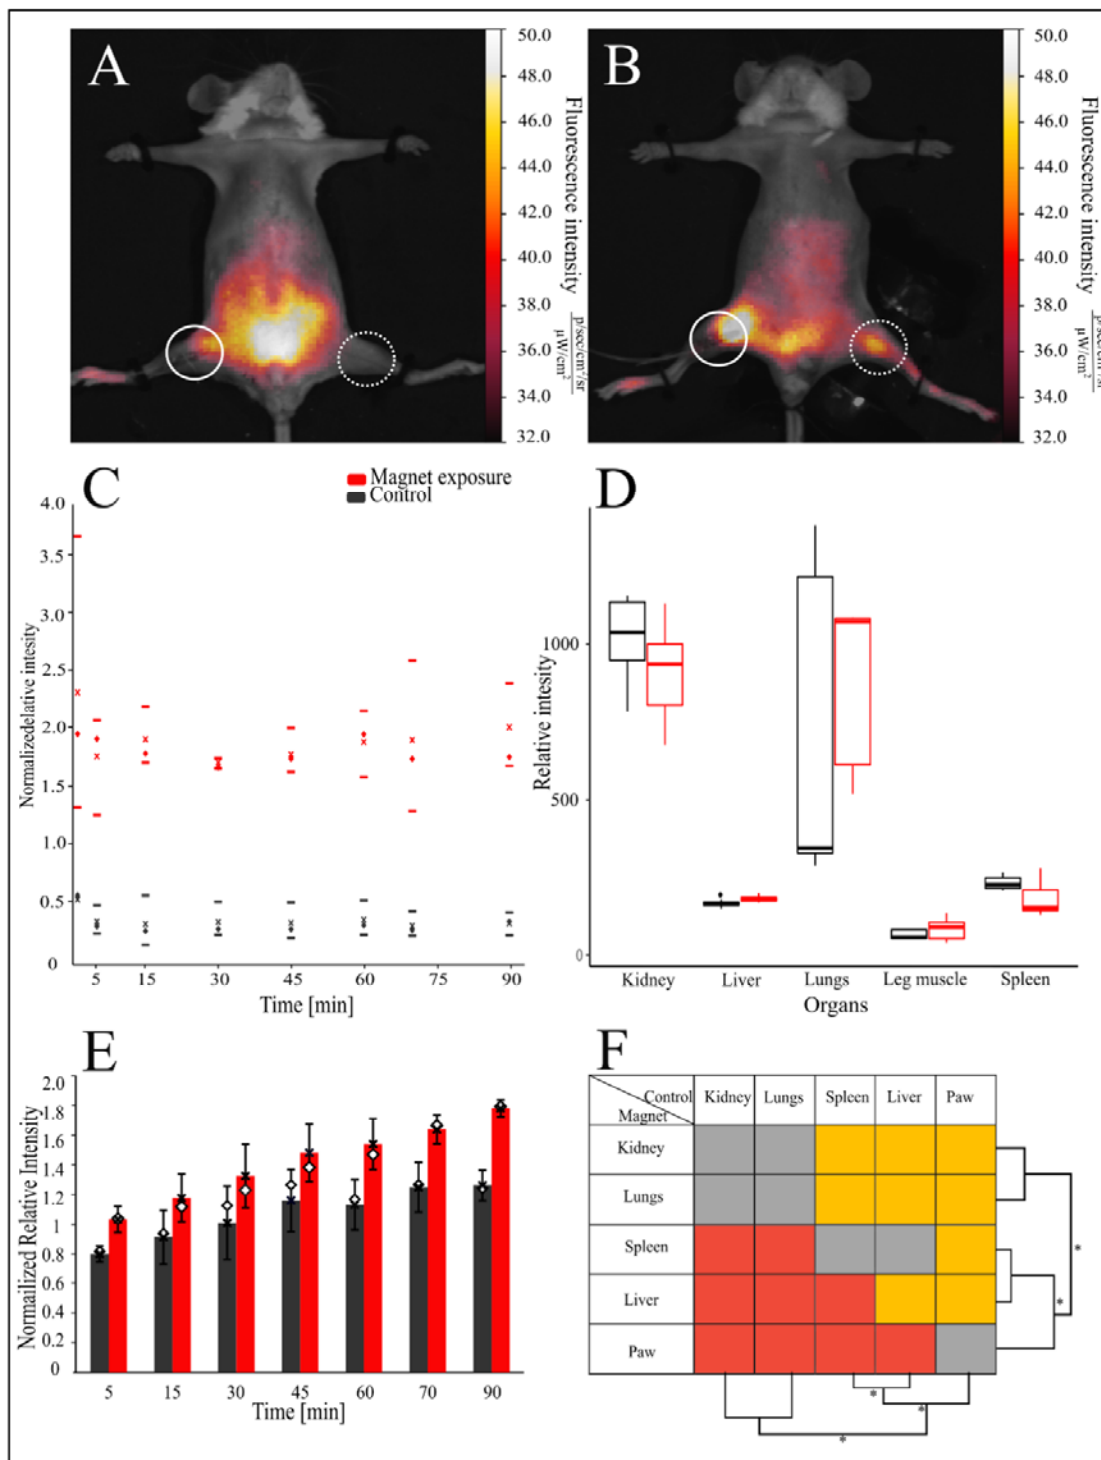 A
50.0
48.0
46.0
44.0
42.0
40.0
38.0
36.0
34.0
32.0
Fluorescence intensity
p/sec/cm²/sr
µW/cm²
B
50.0
48.0
46.0
44.0
42.0
40.0
38.0
36.0
34.0
32.0
Fluorescence intensity
µW/cm²
C
Magnet exposure
Control
4.0
3.5
3.0
2.5
2.0
1.5
1.0
0.5
0
Normalizedelative intesity
5
15
30
45
60
75
90
Time [min]
D
1000
500
0
Relative intesity
Kidney
Liver
Lungs
Leg muscle
Spleen
Organs
E
2.0
1.8
1.6
1.4
1.2
1
0.8
0.6
0.4
0.2
0
Normailized Relative Intensity
5
15
30
45
60
70
90
Time [min]
F
Control
Magnet
Kidney
Lungs
Spleen
Liver
Paw
Kidney
Lungs
Spleen
Liver
Paw
*
*
*
*
*